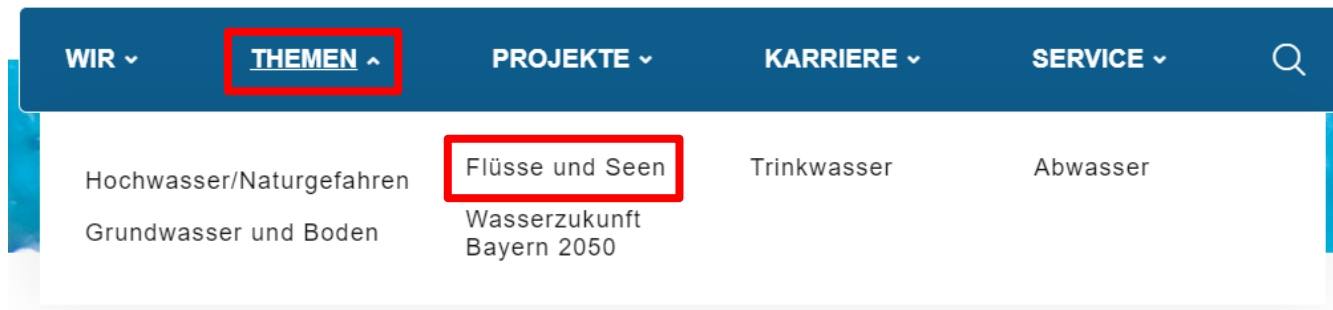 WIR
THEMEN
PROJEKTE
KARRIERE
SERVICE
Hochwasser/Naturgefahren
Flüsse und Seen
Trinkwasser
Abwasser
Grundwasser und Boden
Wasserzukunft
Bayern 2050